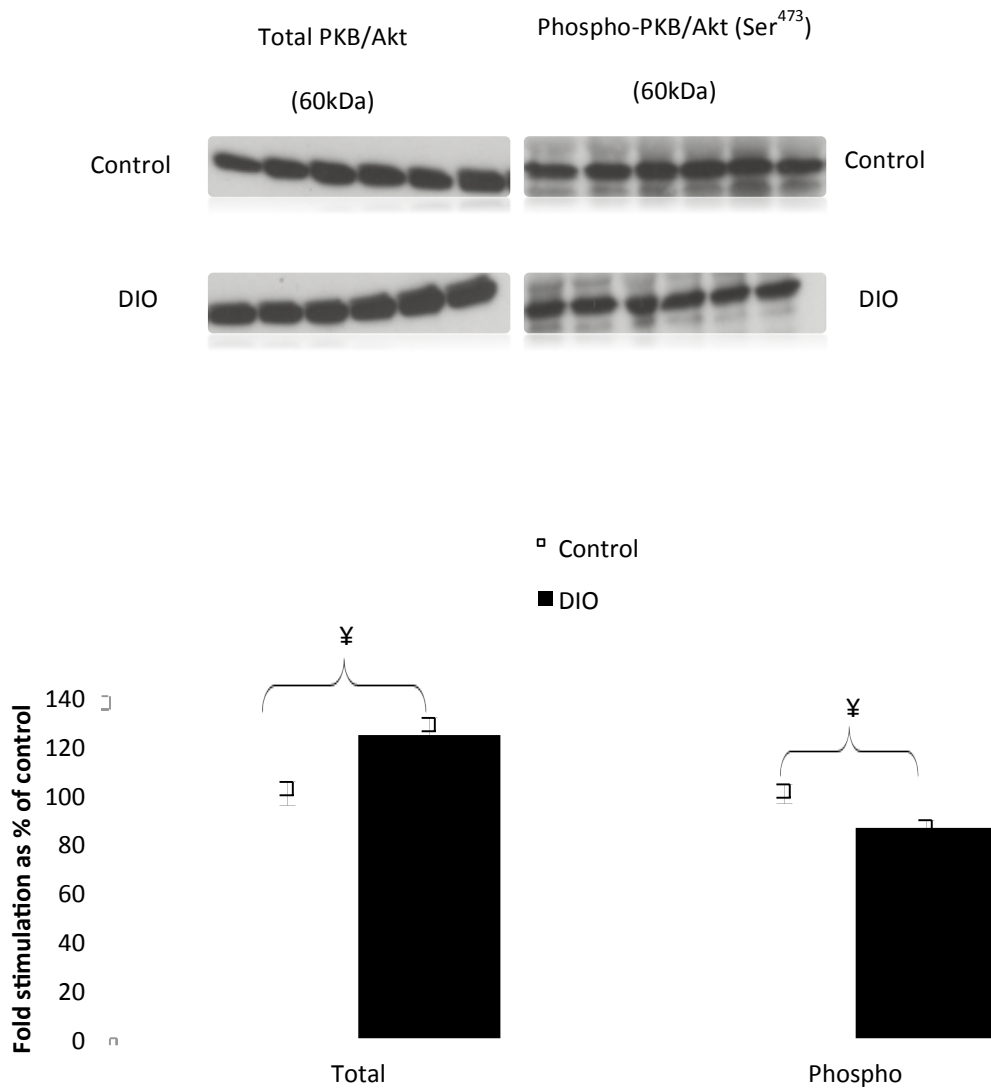 Total PKB/Akt
(60kDa)
Phospho-PKB/Akt (Ser473)
(60kDa)
Control
Control
DIO
DIO
Control
DIO
¥
¥
Fold stimulation as % of control
140
120
100
80
60
40
20
0
Total
Phospho